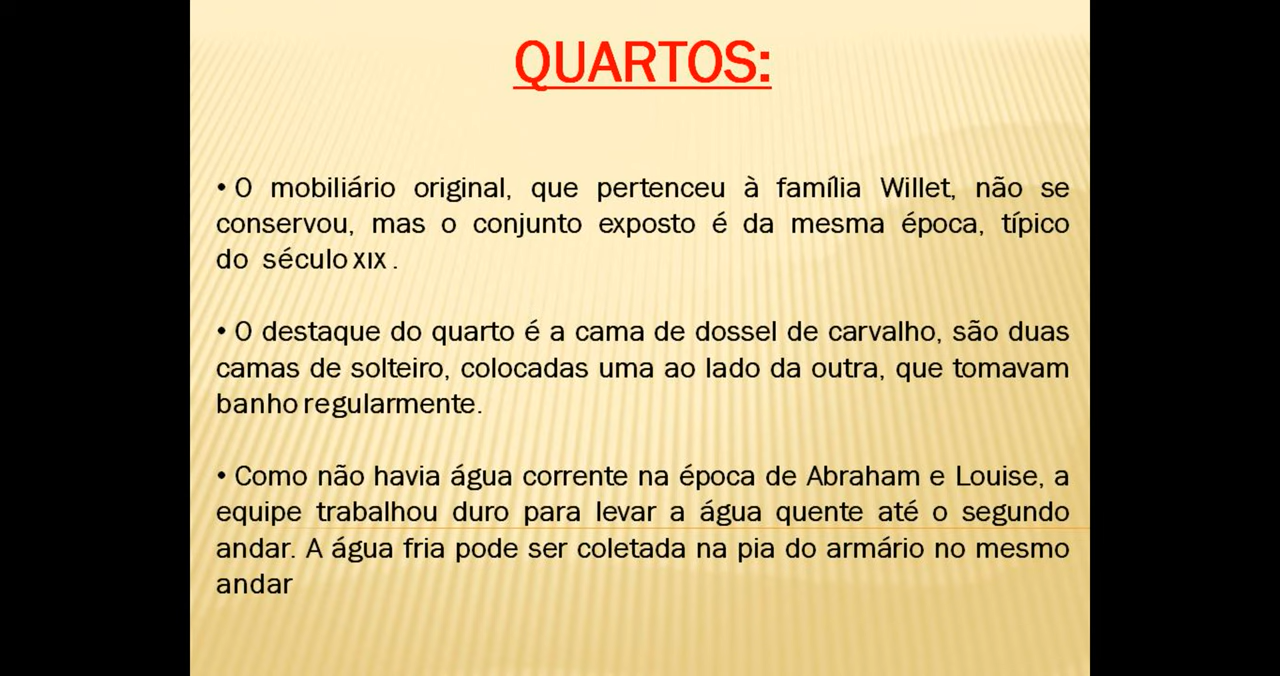 QUARTOS:
• O mobiliário original, que pertenceu à família Willet, não se
conservou, mas o conjunto exposto é da mesma época, típico
do século XIX .
• O destaque do quarto é a cama de dossel de carvalho, são duas
camas de solteiro, colocadas uma ao lado da outra, que tomavam
banho regularmente.
• Como não havia água corrente na época de Abraham e Louise, a
equipe trabalhou duro para levar a água quente até o segundo
andar. A água fria pode ser coletada na pia do armário no mesmo
andar